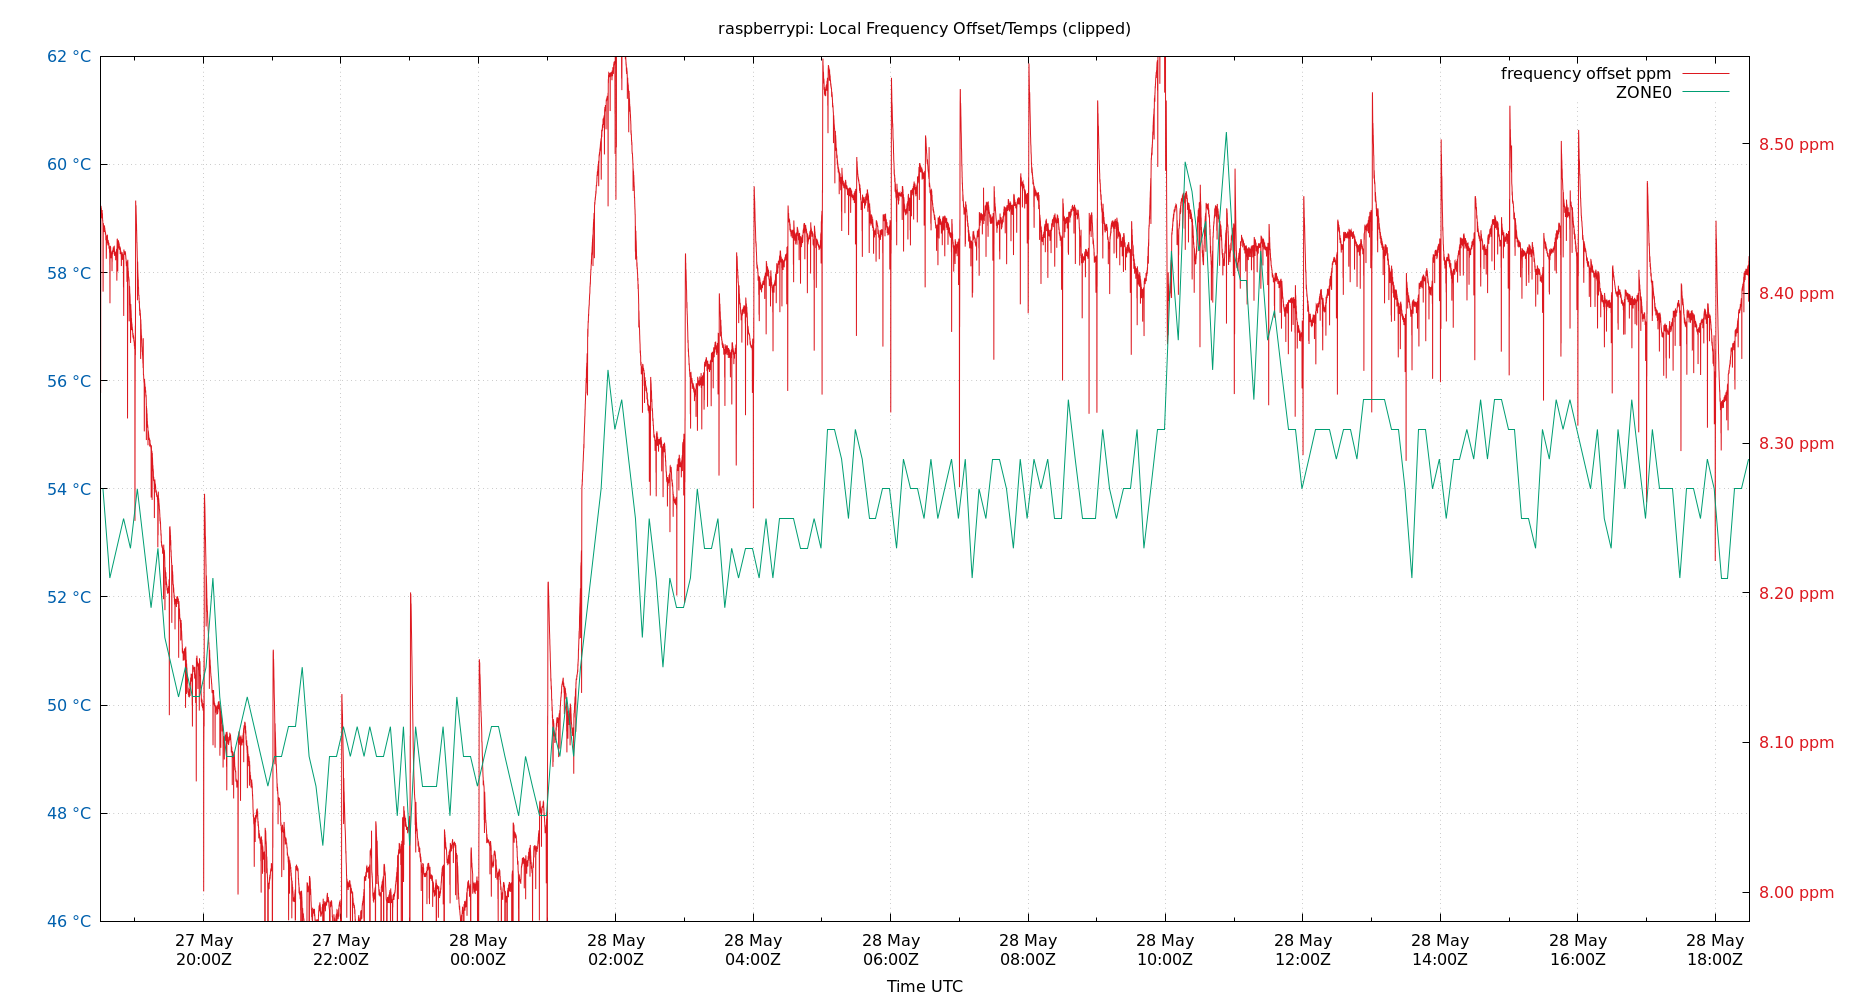 raspberrypi: Local Frequency Offset/Temps (clipped)
62 °C
60 °C
58 °C
56 °C
54 °C
52 °C
50 °C
48 °C
46 °C
frequency offset ppm
ZONE0
8.50 ppm
8.40 ppm
8.30 ppm
8.20 ppm
8.10 ppm
8.00 ppm
27 May 27 May 28 May 28 May 28 May 28 May 28 May 28 May 28 May 28 May 28 May 28 May
20:00Z 22:00Z 00:00Z 02:00Z 04:00Z 06:00Z 08:00Z 10:00Z 12:00Z 14:00Z 16:00Z 18:00Z
Time UTC